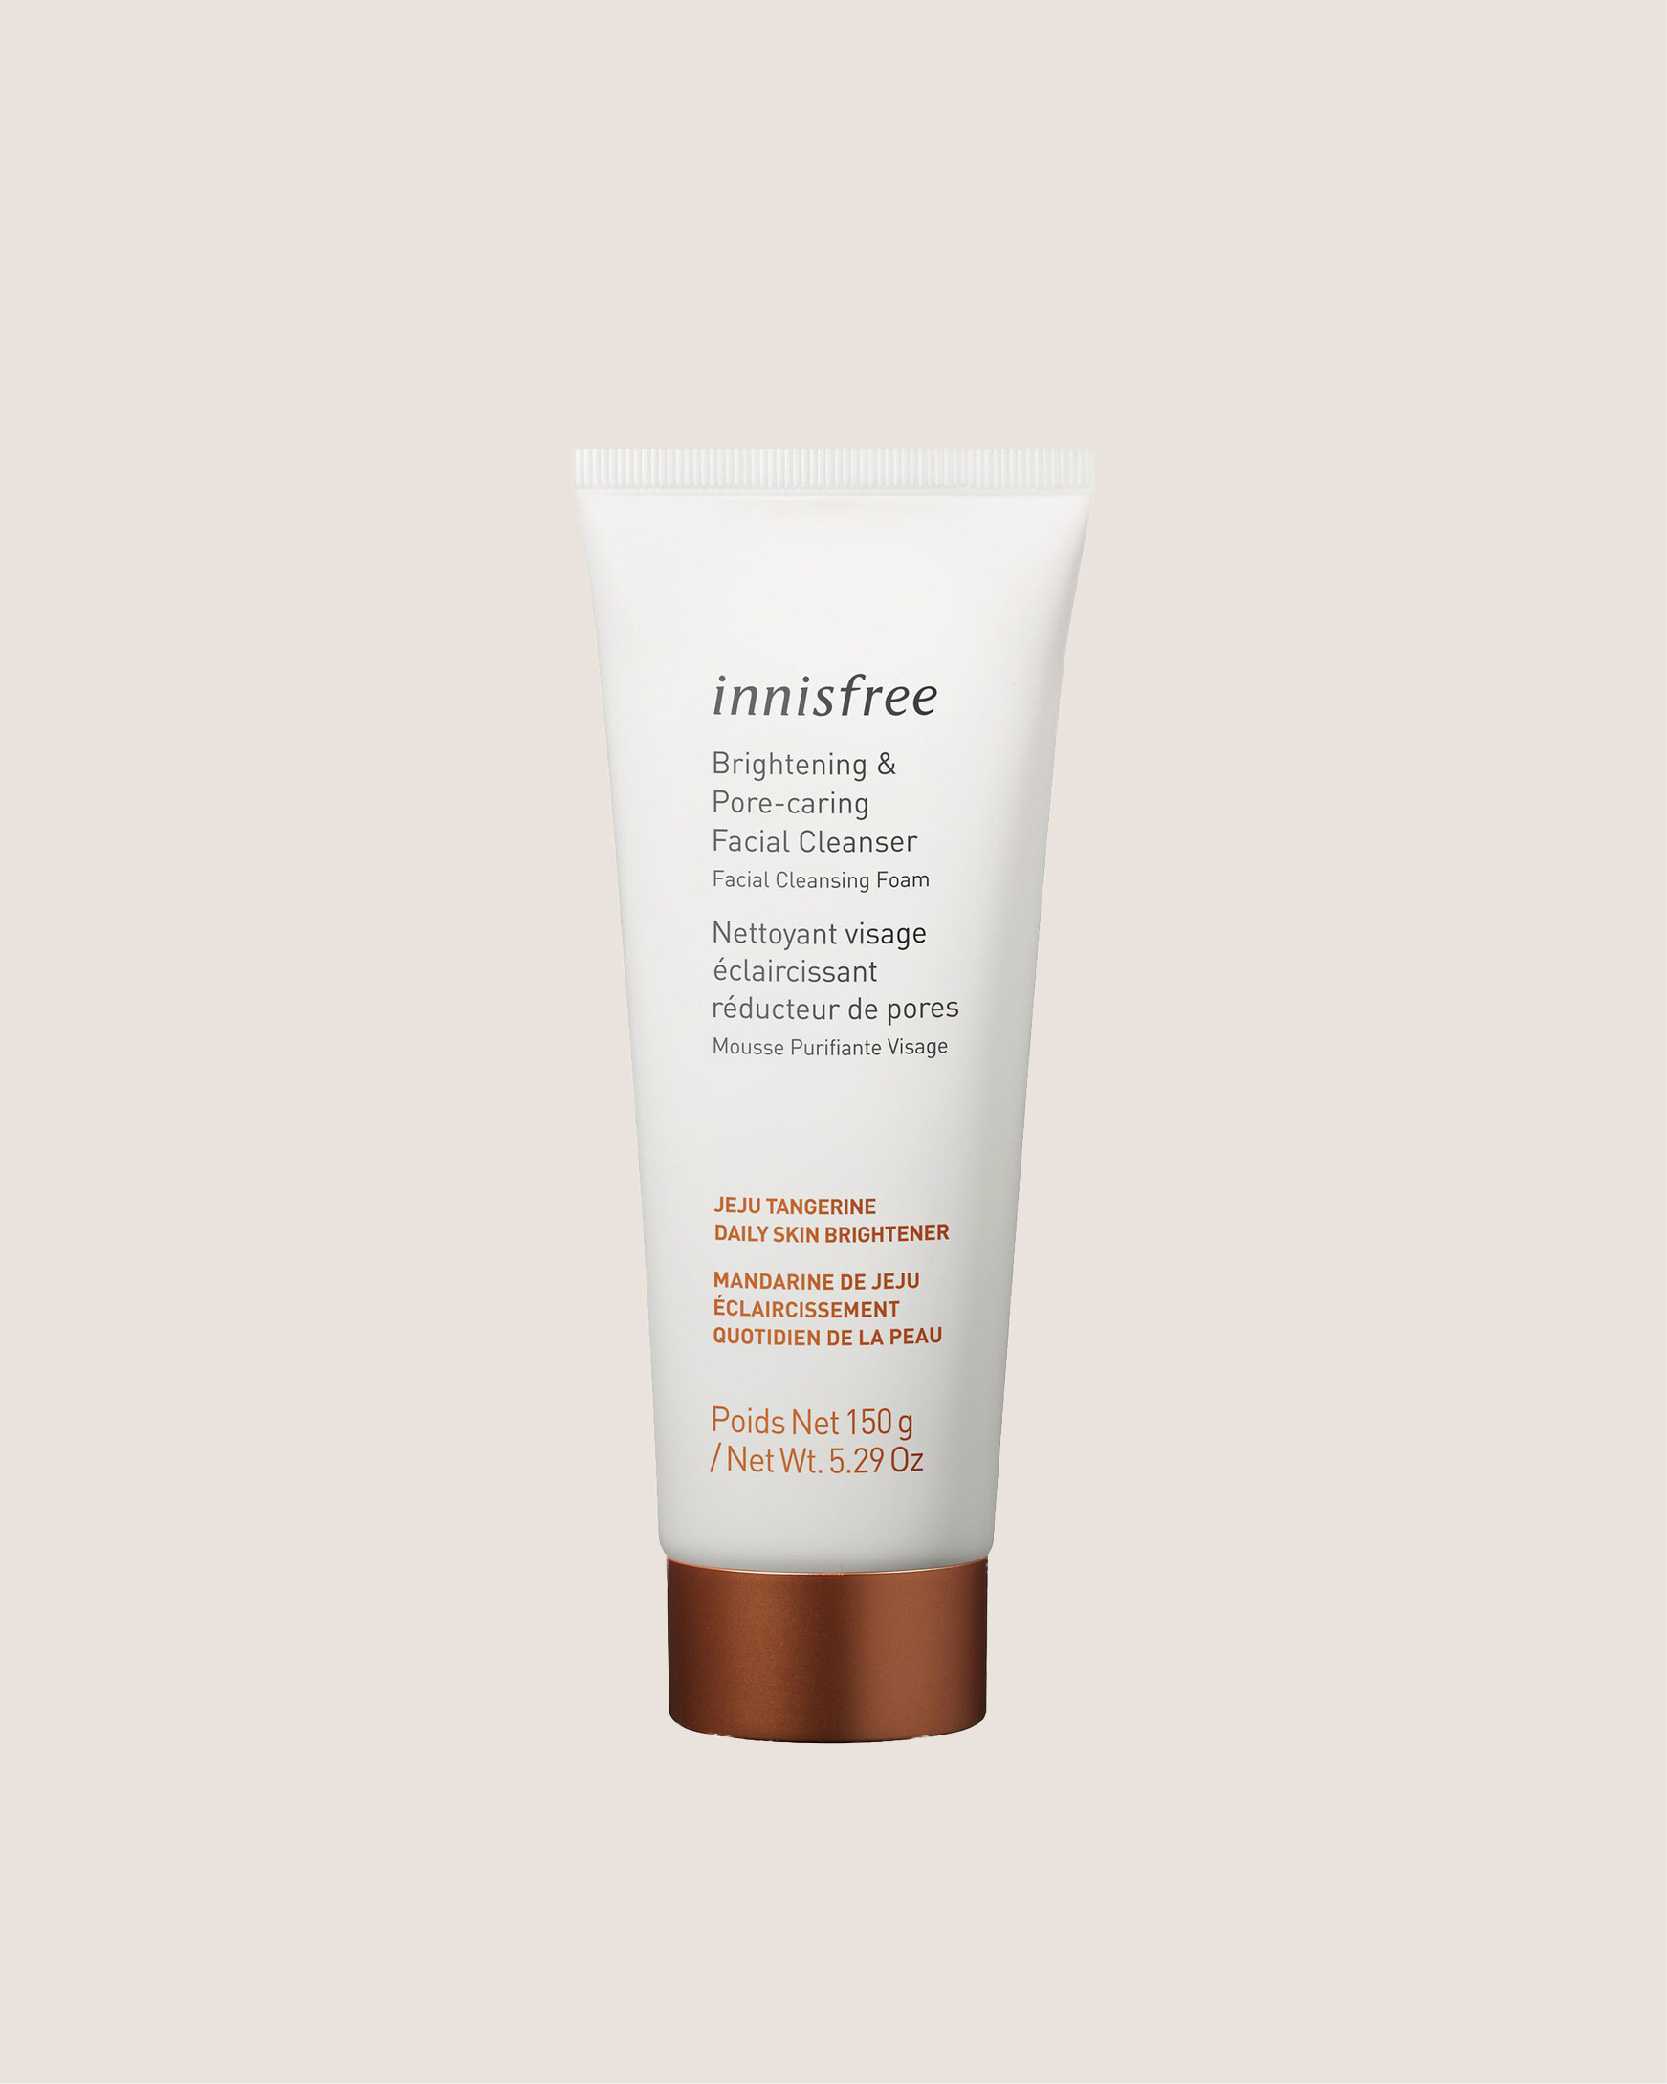 innisfree
Brightening &
Pore-caring
Facial Cleanser
Facial Cleansing Foam
Nettoyant visage
éclaircissant
réducteur de pores
Mousse Purifiante Visage
JEJU TANGERINE
DAILY SKIN BRIGHTENER
MANDARINE DE JEJU
ÉCLAIRCISSEMENT
QUOTIDIEN DE LA PEAU
Poids Net 150 g
/ Net Wt. 5.29 Oz